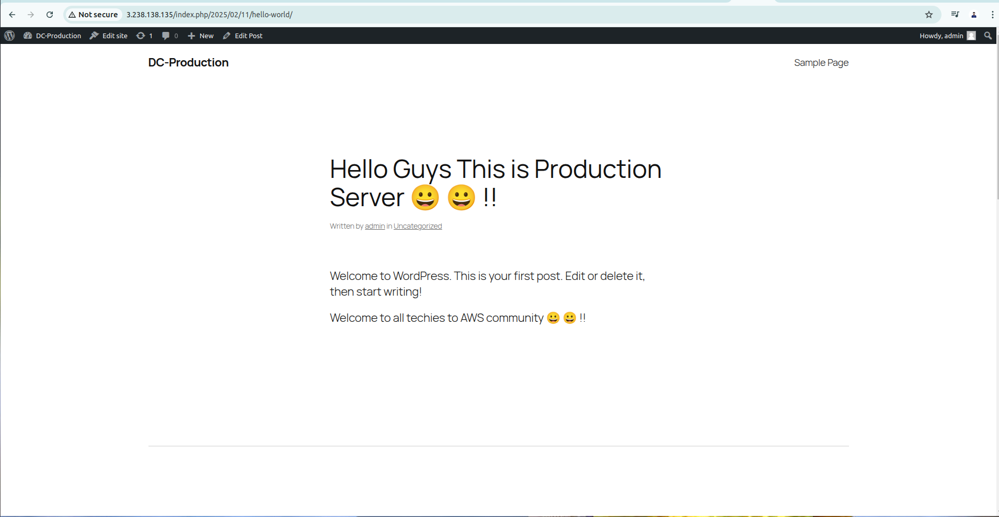 Not secure 3.238.138.135/index.php/2025/02/11/hello-world/
DC-Production Edit site 1 0 New Edit Post Howdy, admin
DC-Production Sample Page
Hello Guys This is Production
Server 😀 😀 !!
Written by admin in Uncategorized
Welcome to WordPress. This is your first post. Edit or delete it,
then start writing!
Welcome to all techies to AWS community 😀 😀 !!